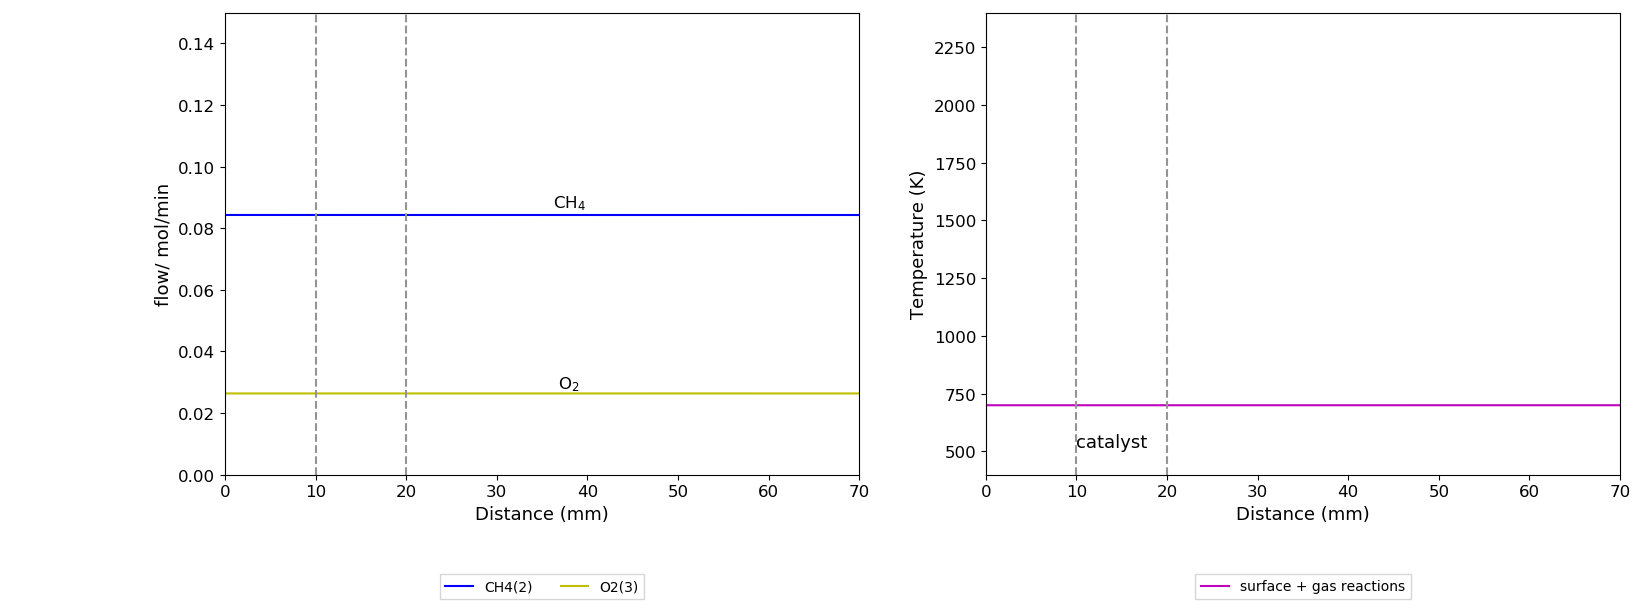 0.14
0.12
0.10
0.08
0.06
0.04
0.02
0.00
flow/ mol/min
CH₄
O₂
0 10 20 30 40 50 60 70
Distance (mm)
CH4(2) O2(3)
2250
2000
1750
1500
1250
1000
750
500
Temperature (K)
catalyst
0 10 20 30 40 50 60 70
Distance (mm)
surface + gas reactions